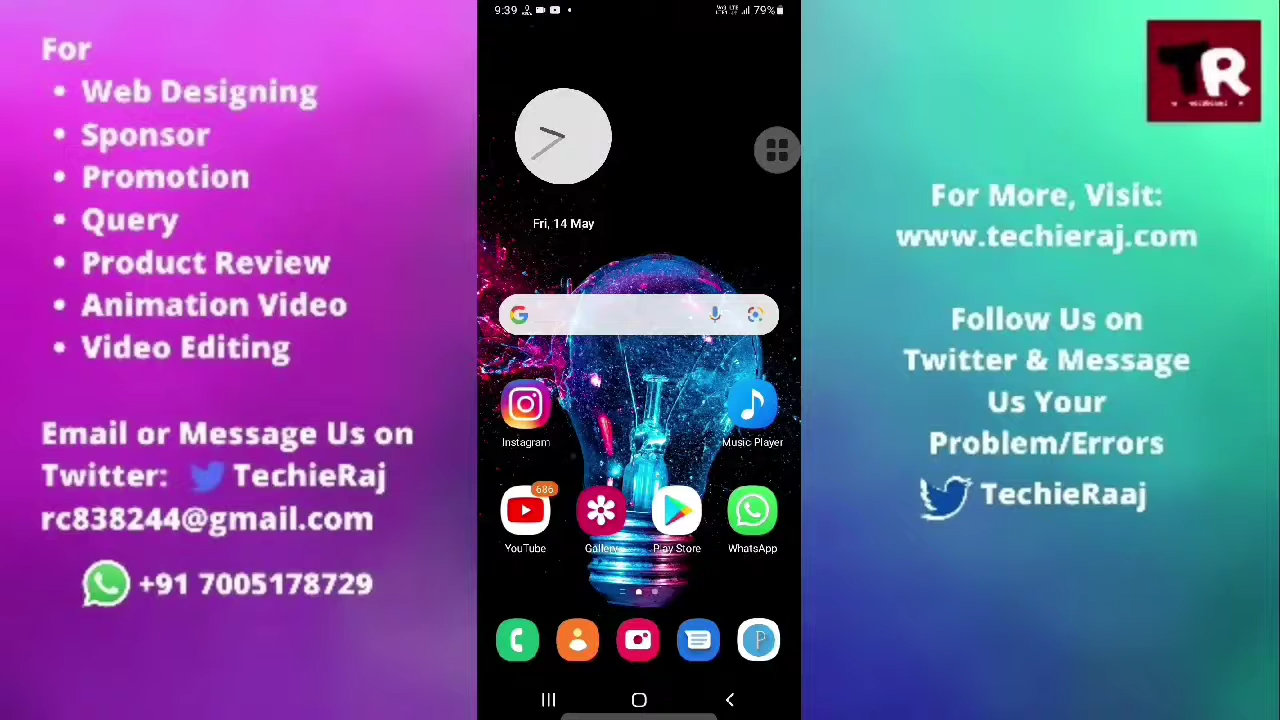 For
• Web Designing
• Sponsor
• Promotion
• Query
• Product Review
• Animation Video
• Video Editing
Email or Message Us on
Twitter: TechieRaj
rc838244@gmail.com
+91 7005178729
9:39
79%
Fri, 14 May
Instagram
Music Player
686
YouTube
Gallery
Play Store
WhatsApp
TR
For More, Visit:
www.techieraj.com
Follow Us on
Twitter & Message
Us Your
Problem/Errors
TechieRaaj